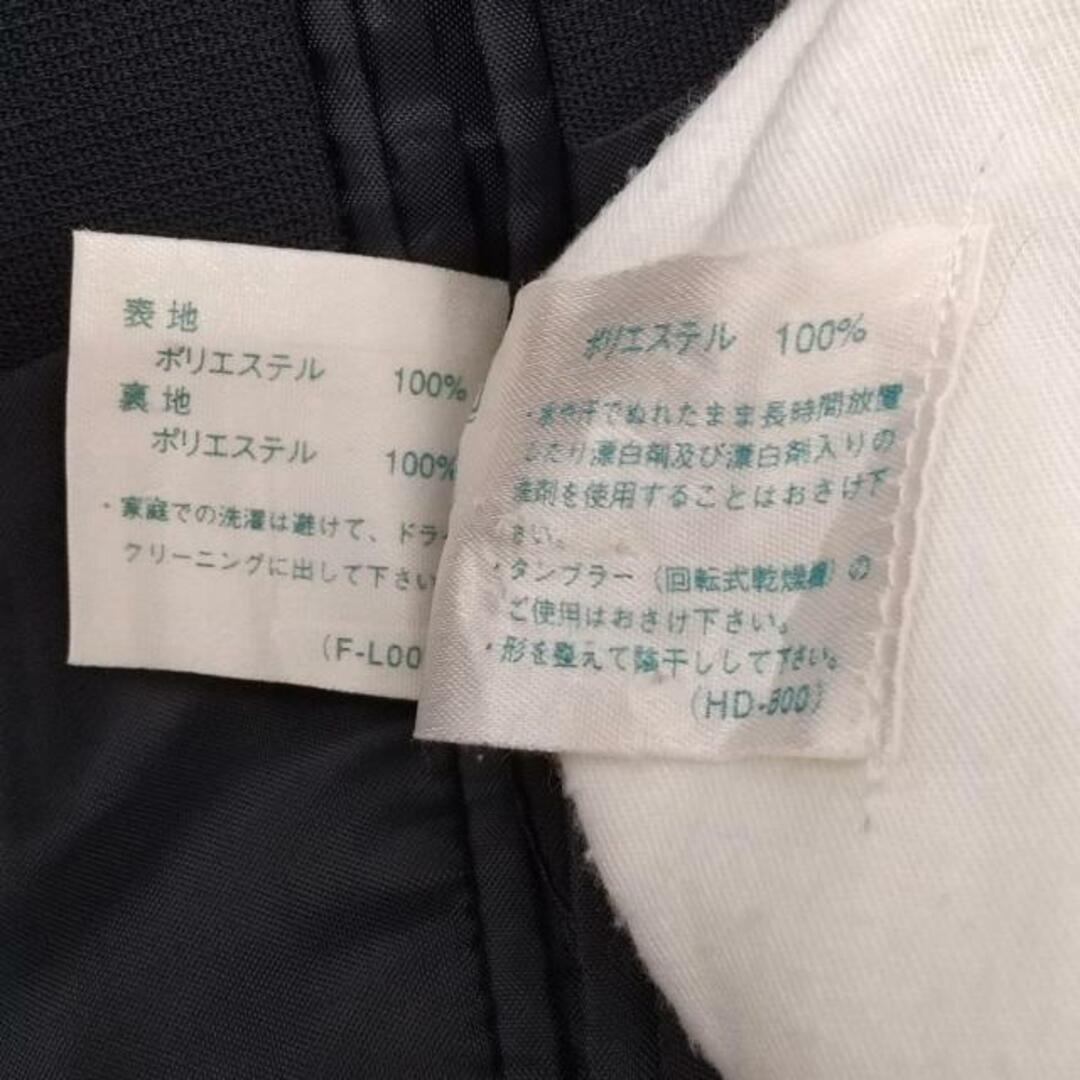 表地
ポリエステル 100%
裏地
ポリエステル 100%
・家庭での洗濯は避けて、ドラ
クリーニングに出して下さい
(F-L00
ポリエステル 100%
・ 汗でぬれたまま長時間放置
したり漂白剤及び漂白剤入りの
剤を使用することはおさけ下
さい。
・タンブラー(回転式乾燥機)の
ご使用はおさけ下さい。
・形を整えて陰干しして下さい。
(HD-300)